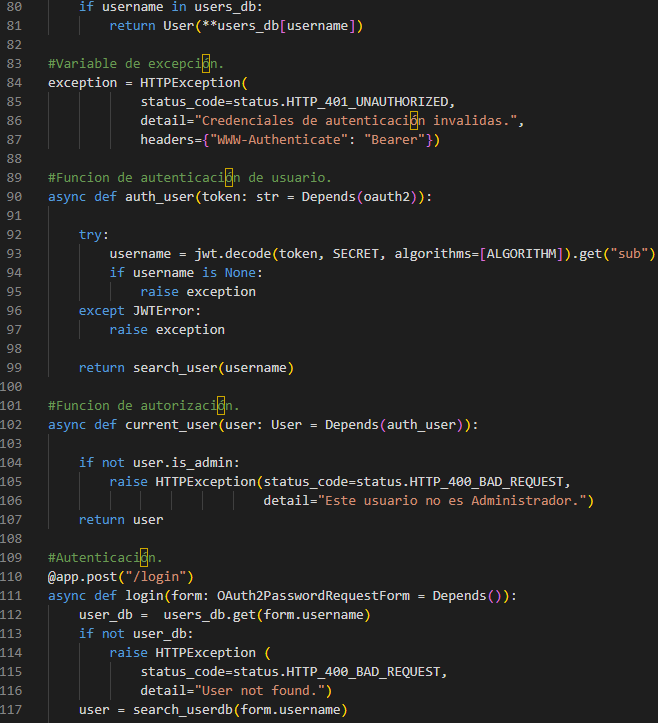 80 if username in users_db:
81 return User(**users_db[username])
82
83 #Variable de excepción.
84 exception = HTTPException(
85 status_code=status.HTTP_401_UNAUTHORIZED,
86 detail="Credenciales de autenticación invalidas.",
87 headers={"WWW-Authenticate": "Bearer"})
88
89 #Funcion de autenticación de usuario.
90 async def auth_user(token: str = Depends(oauth2)):
91
92 try:
93 username = jwt.decode(token, SECRET, algorithms=[ALGORITHM]).get("sub")
94 if username is None:
95 raise exception
96 except JWTError:
97 raise exception
98
99 return search_user(username)
100
101 #Funcion de autorización.
102 async def current_user(user: User = Depends(auth_user)):
103
104 if not user.is_admin:
105 raise HTTPException(status_code=status.HTTP_400_BAD_REQUEST,
106 detail="Este usuario no es Administrador.")
107 return user
108
109 #Autenticación.
110 @app.post("/login")
111 async def login(form: OAuth2PasswordRequestForm = Depends()):
112 user_db =  users_db.get(form.username)
113 if not user_db:
114 raise HTTPException (
115 status_code=status.HTTP_400_BAD_REQUEST,
116 detail="User not found.")
117 user = search_userdb(form.username)